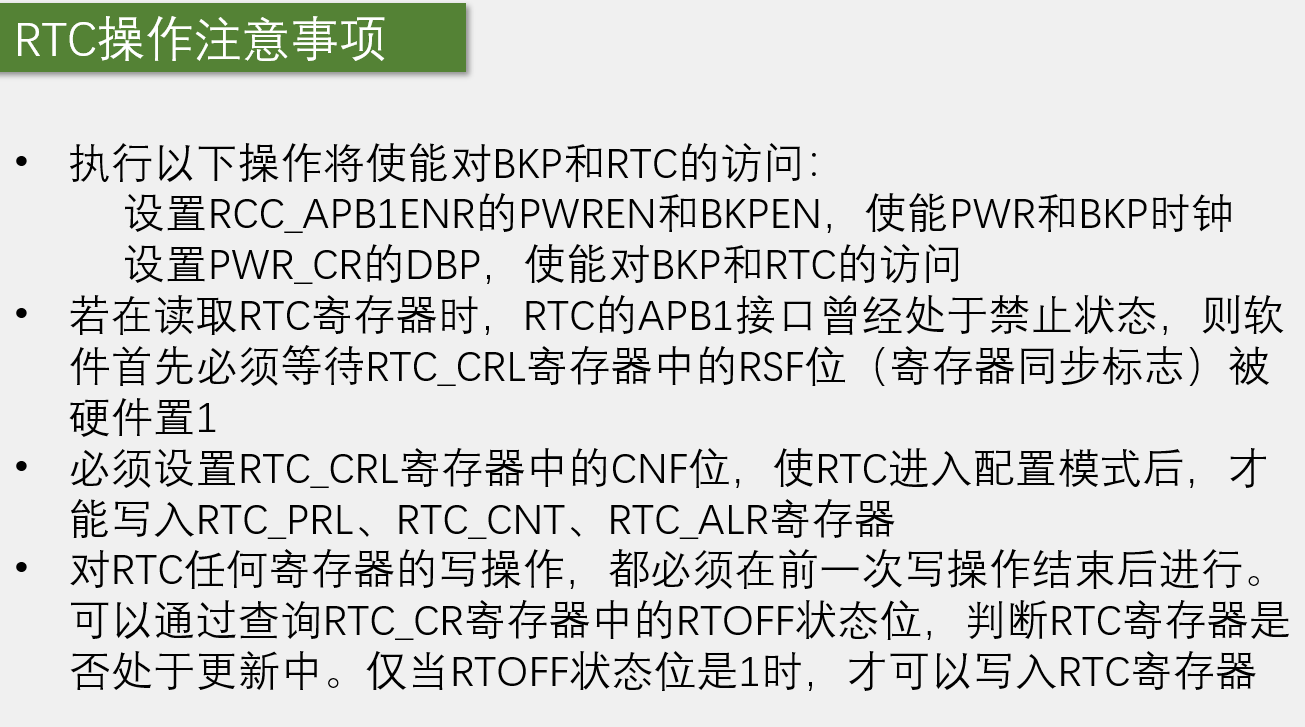 RTC操作注意事项
• 执行以下操作将使能对BKP和RTC的访问：
设置RCC_APB1ENR的PWREN和BKPEN，使能PWR和BKP时钟
设置PWR_CR的DBP，使能对BKP和RTC的访问
• 若在读取RTC寄存器时，RTC的APB1接口曾经处于禁止状态，则软
件首先必须等待RTC_CRL寄存器中的RSF位（寄存器同步标志）被
硬件置1
• 必须设置RTC_CRL寄存器中的CNF位，使RTC进入配置模式后，才
能写入RTC_PRL、RTC_CNT、RTC_ALR寄存器
• 对RTC任何寄存器的写操作，都必须在前一次写操作结束后进行。
可以通过查询RTC_CR寄存器中的RTOFF状态位，判断RTC寄存器是
否处于更新中。仅当RTOFF状态位是1时，才可以写入RTC寄存器